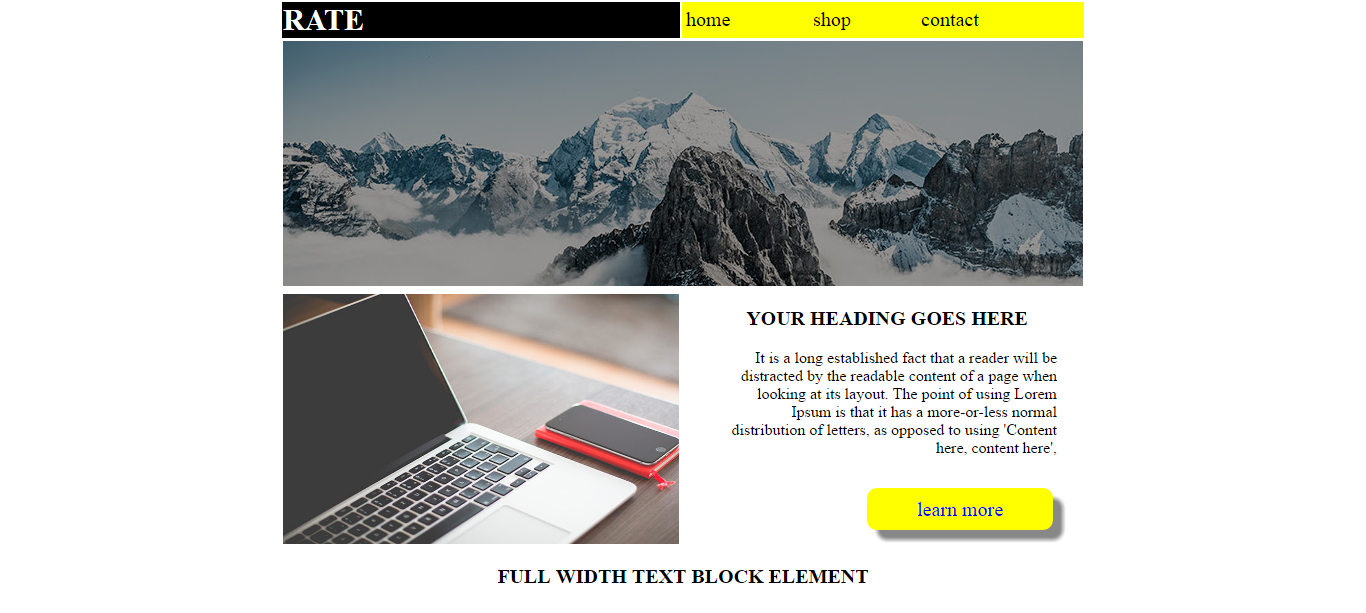 RATE
home shop contact
YOUR HEADING GOES HERE
It is a long established fact that a reader will be
distracted by the readable content of a page when
looking at its layout. The point of using Lorem
Ipsum is that it has a more-or-less normal
distribution of letters, as opposed to using 'Content
here, content here',
learn more
FULL WIDTH TEXT BLOCK ELEMENT